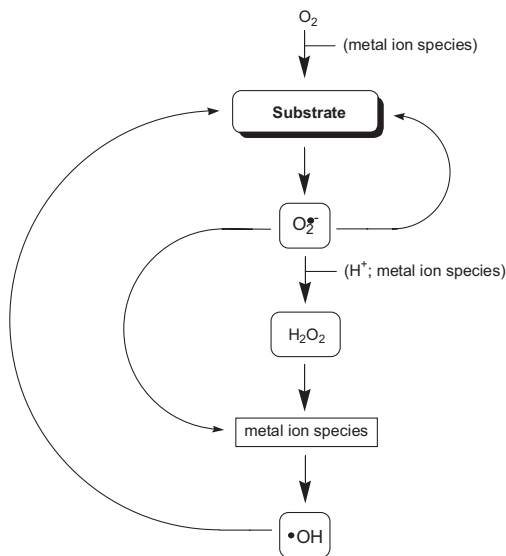 O₂
(metal ion species)
Substrate
O₂•⁻
(H⁺; metal ion species)
H₂O₂
metal ion species
•OH